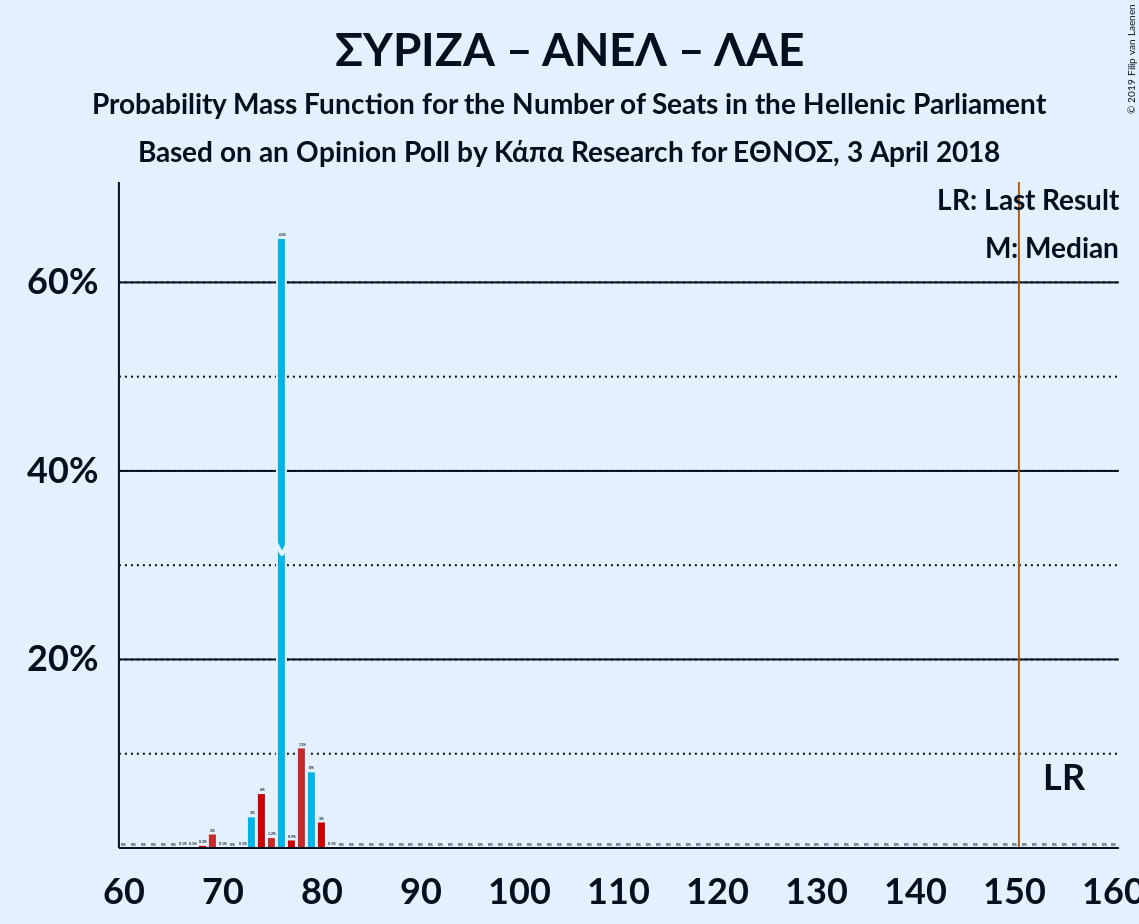 ΣΥΡΙΖΑ – ΑΝΕΛ – ΛΑΕ
Probability Mass Function for the Number of Seats in the Hellenic Parliament
Based on an Opinion Poll by Κάπα Research for ΕΘΝΟΣ, 3 April 2018
© 2019 Filip van Laenen
LR: Last Result
M: Median
60%
40%
20%
M
LR
60 70 80 90 100 110 120 130 140 150 160